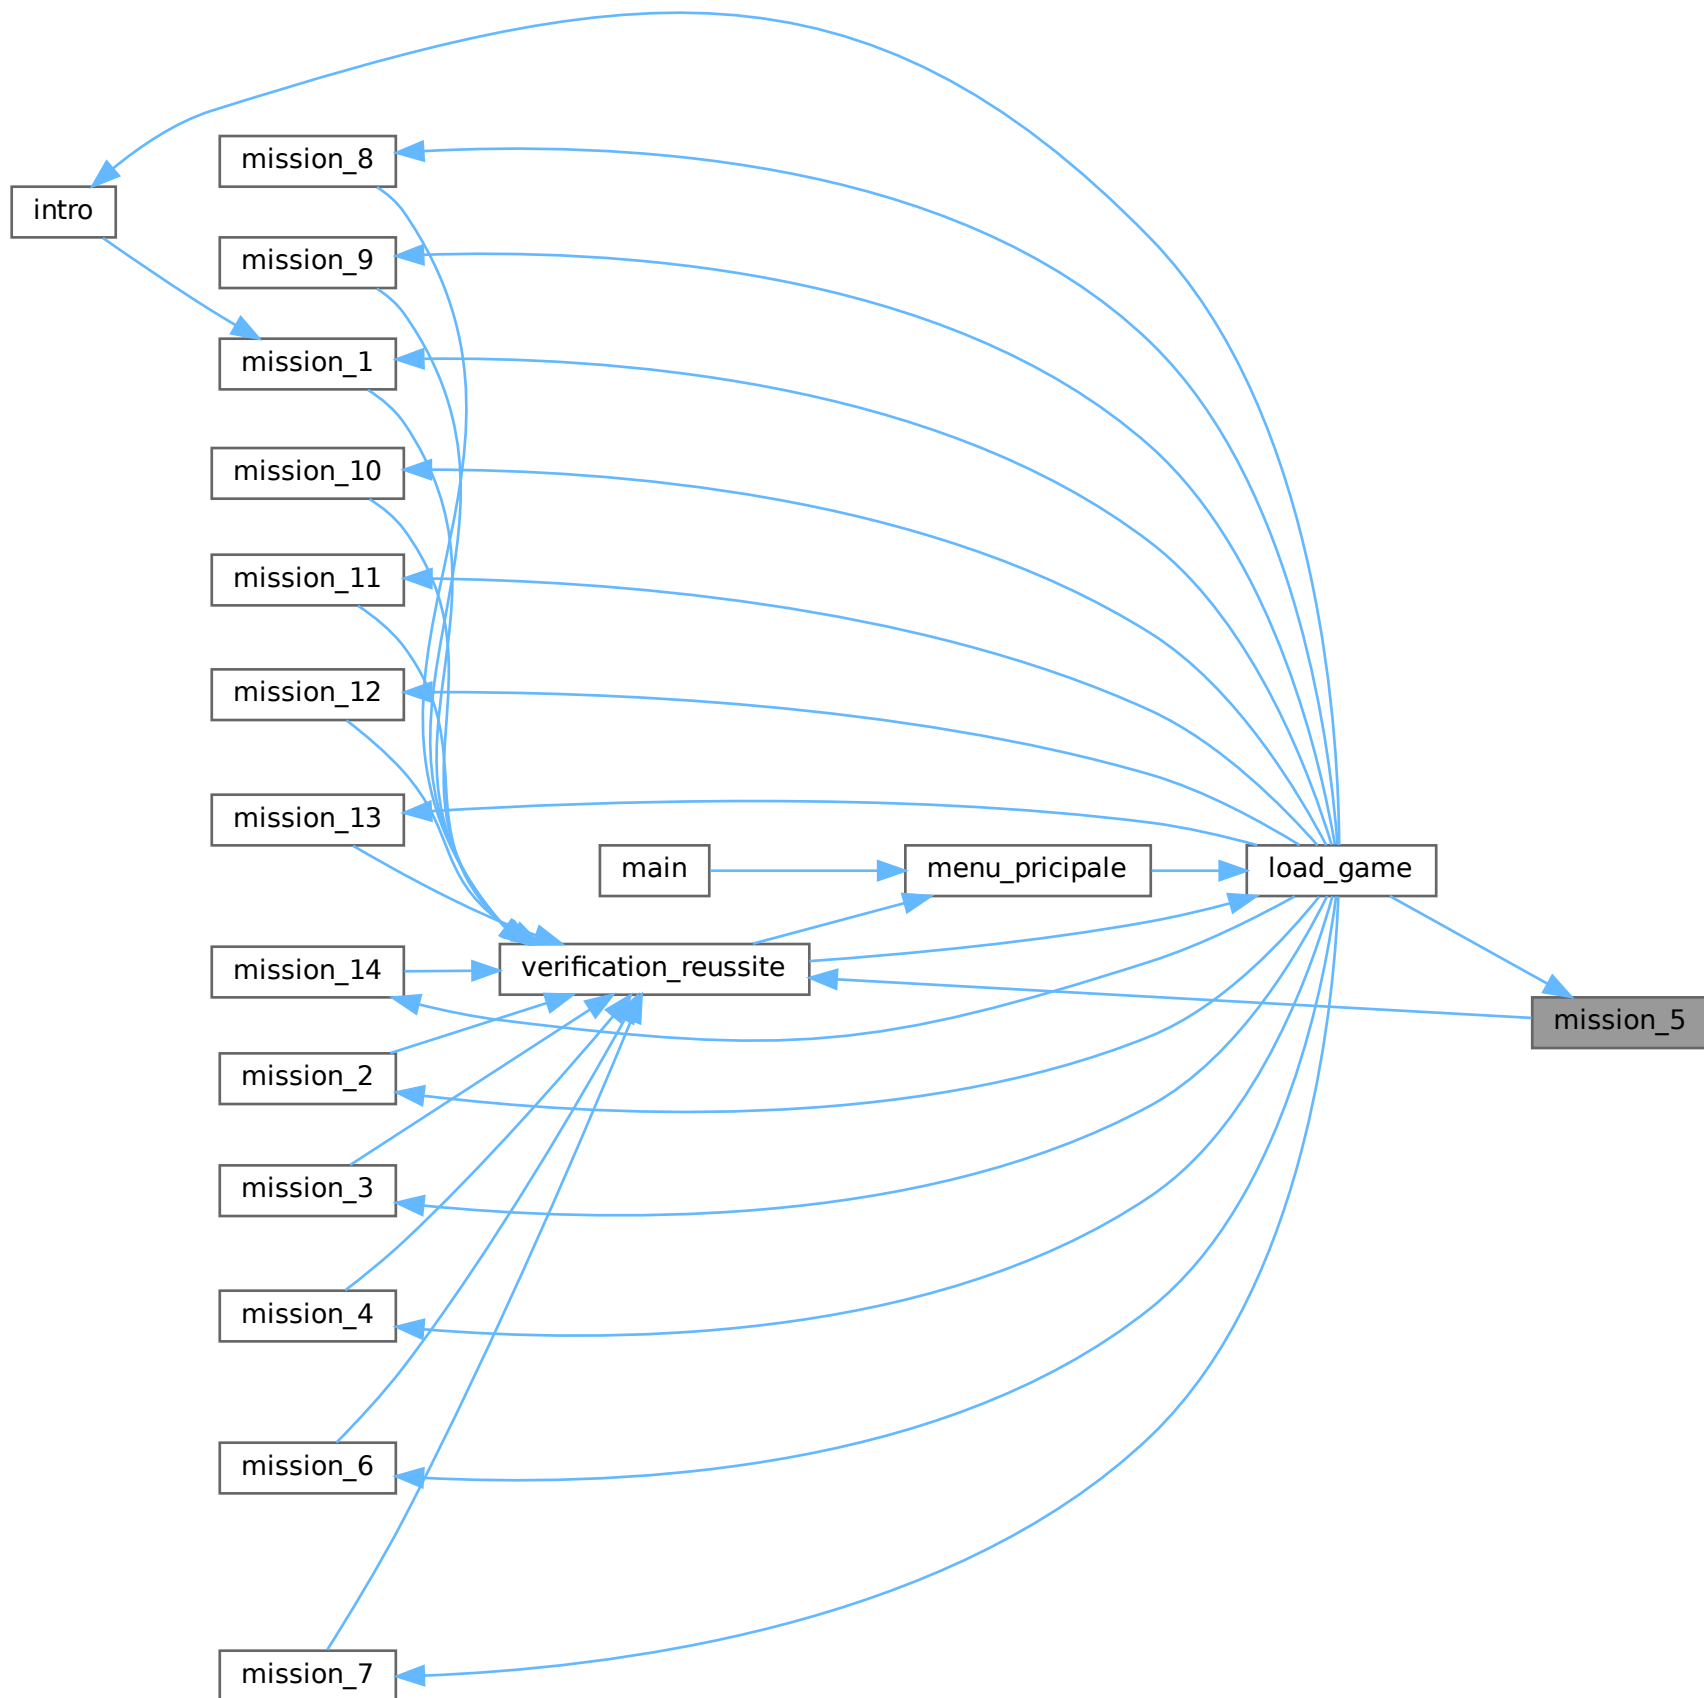 mission_8
intro
mission_9
mission_1
mission_10
mission_11
mission_12
mission_13
main
menu_pricipale
load_game
mission_14
verification_reussite
mission_5
mission_2
mission_3
mission_4
mission_6
mission_7